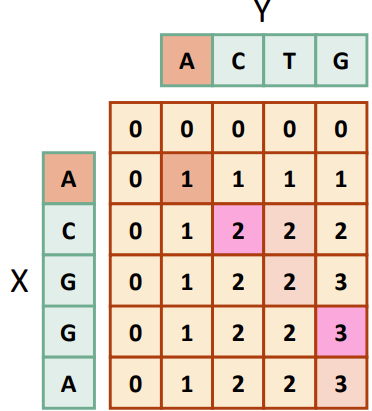 Y
A C T G
0 0 0 0 0
A 0 1 1 1 1
C 0 1 2 2 2
X G 0 1 2 2 3
G 0 1 2 2 3
A 0 1 2 2 3